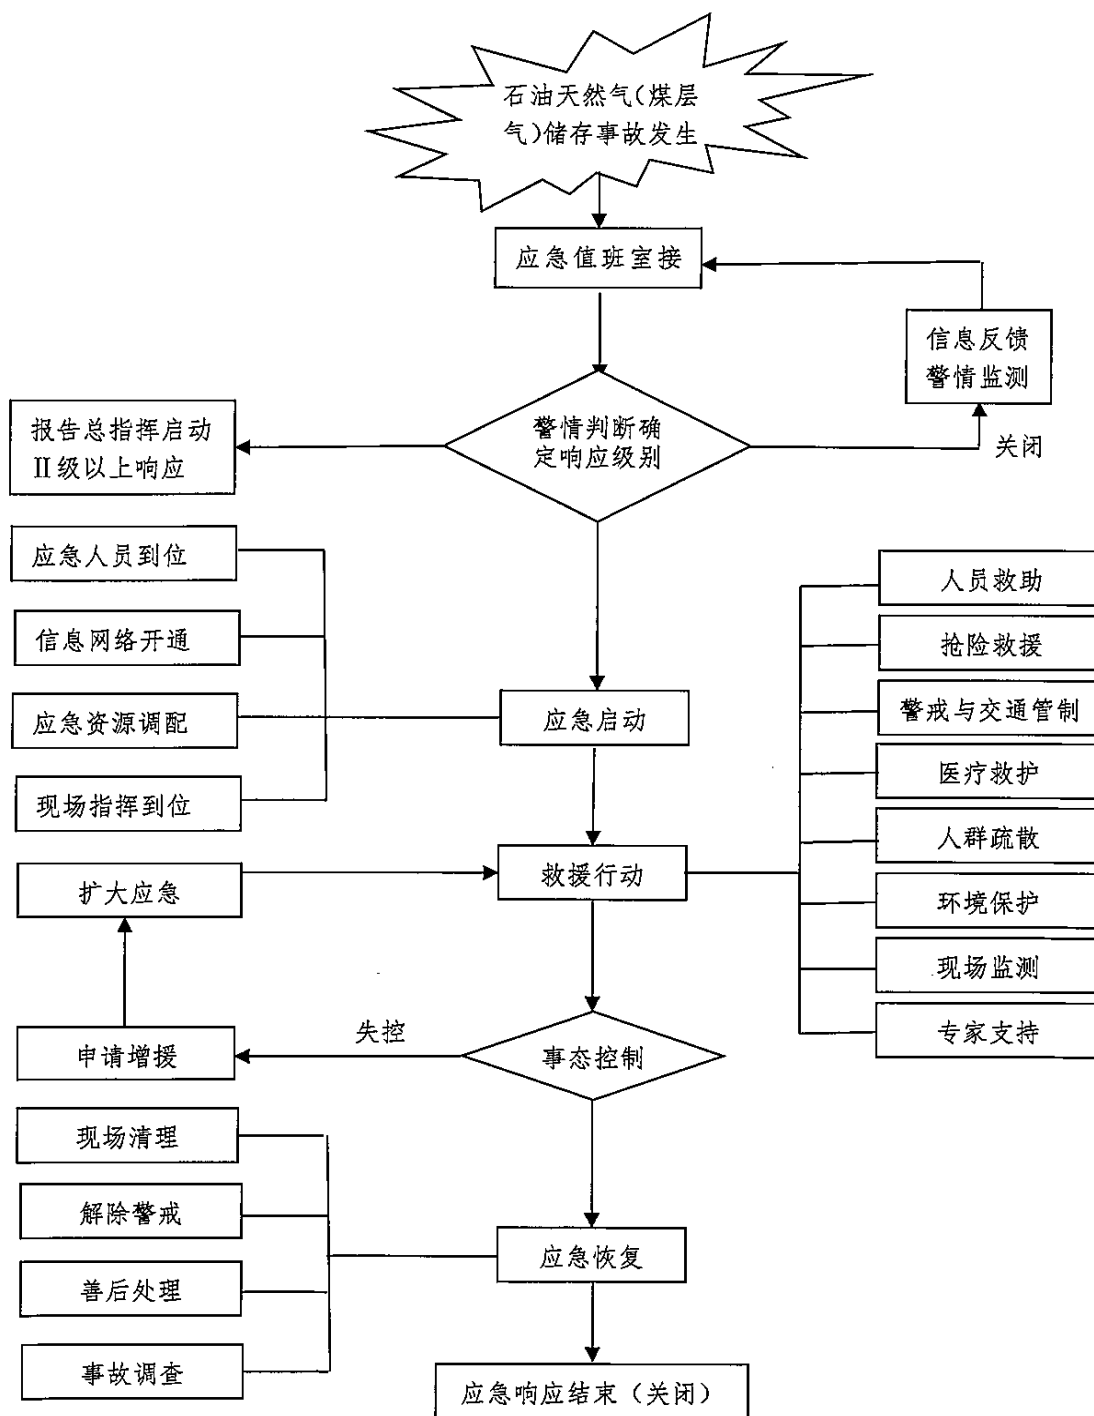 石油天然气(煤层
气)储存事故发生
应急值班室接
信息反馈
警情监测
报告总指挥启动
Ⅱ级以上响应
警情判断确
定响应级别
关闭
应急人员到位
信息网络开通
应急资源调配
现场指挥到位
应急启动
人员救助
抢险救援
警戒与交通管制
医疗救护
人群疏散
环境保护
现场监测
专家支持
扩大应急
救援行动
申请增援
失控
事态控制
现场清理
解除警戒
善后处理
事故调查
应急恢复
应急响应结束（关闭）